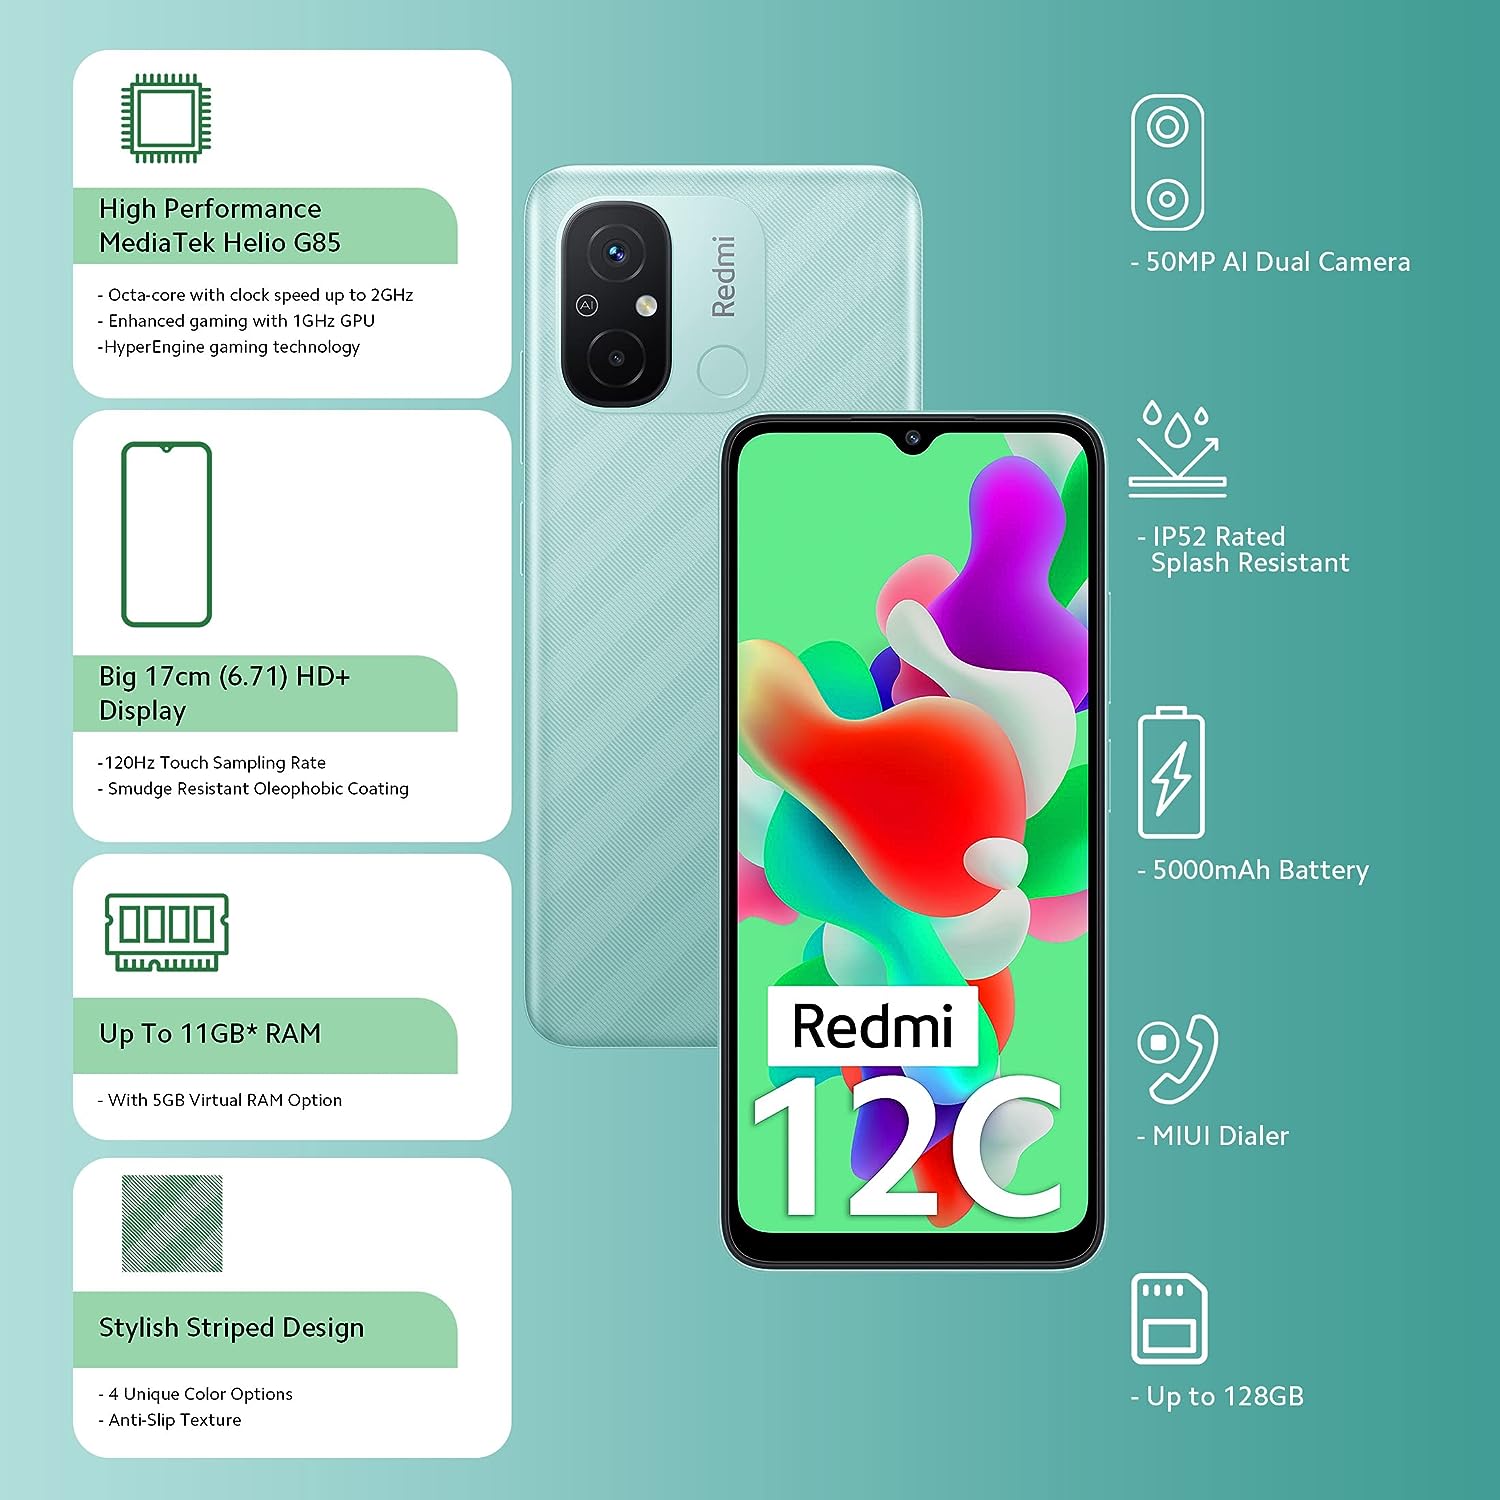 High Performance
MediaTek Helio G85
- Octa-core with clock speed up to 2GHz
- Enhanced gaming with 1GHz GPU
-HyperEngine gaming technology
Big 17cm (6.71) HD+
Display
-120Hz Touch Sampling Rate
- Smudge Resistant Oleophobic Coating
Up To 11GB* RAM
- With 5GB Virtual RAM Option
Stylish Striped Design
- 4 Unique Color Options
- Anti-Slip Texture
AI
Redmi
Redmi
12C
- 50MP AI Dual Camera
- IP52 Rated
Splash Resistant
- 5000mAh Battery
- MIUI Dialer
- Up to 128GB